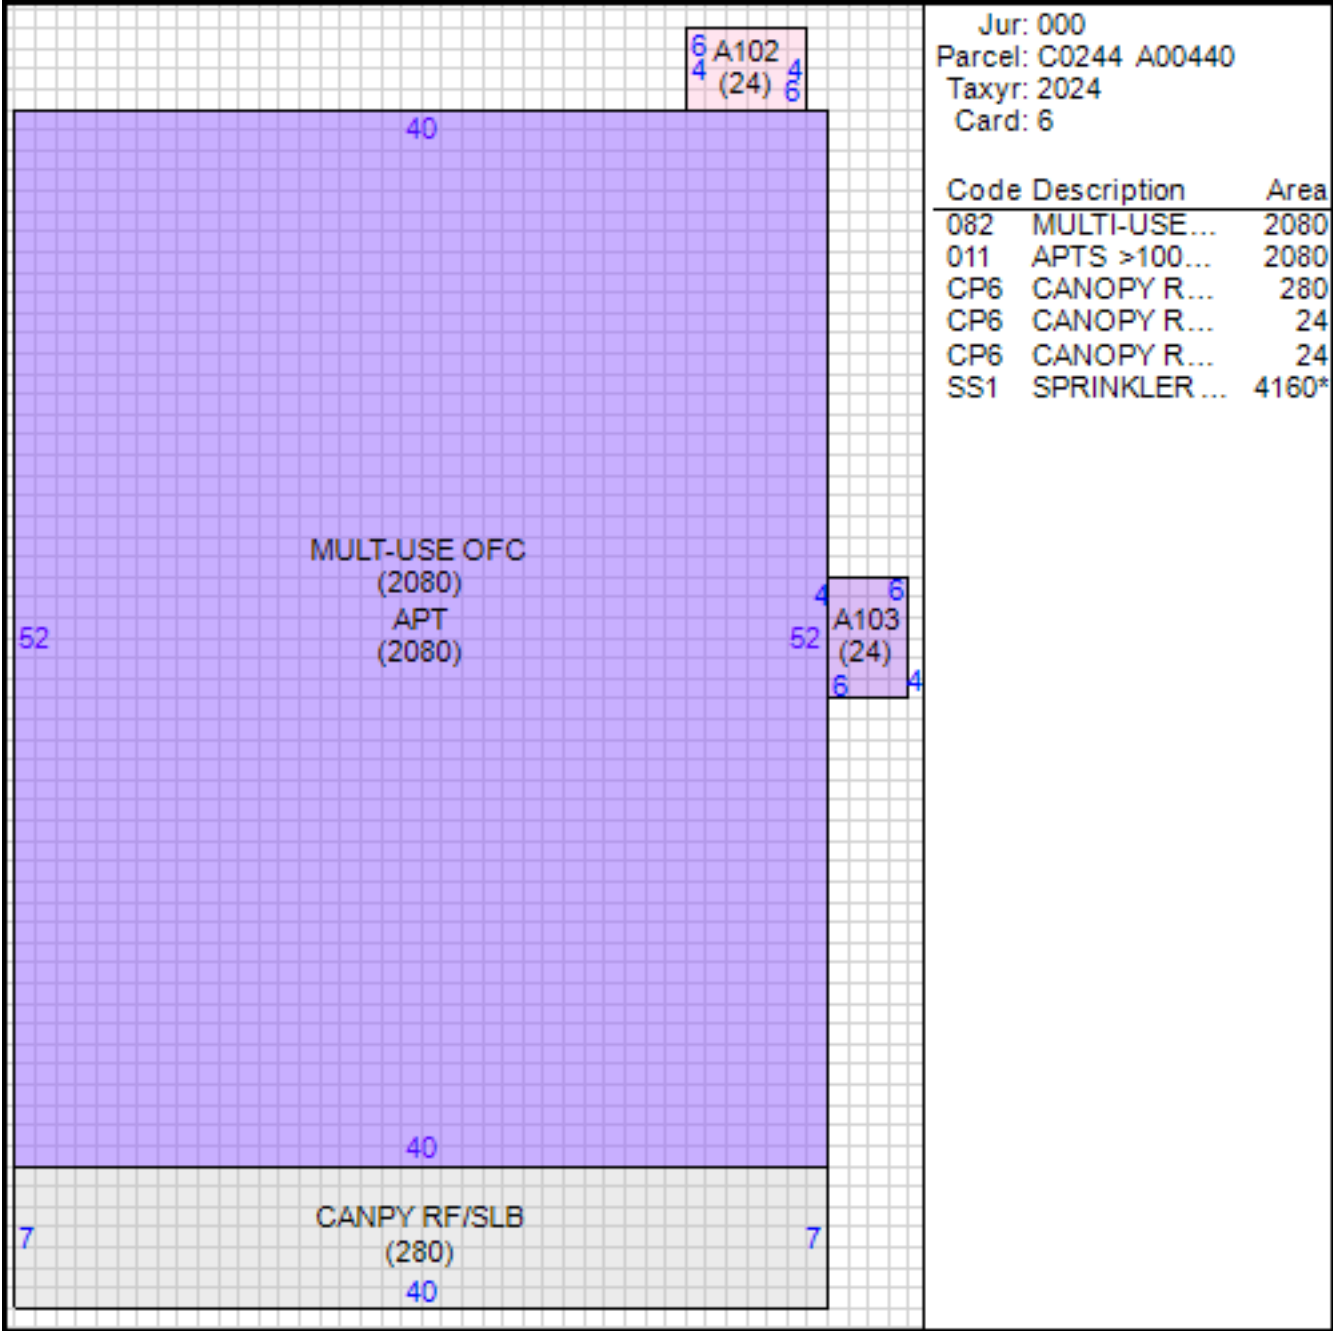 6 A102
4 (24) 4
6
40
MULT-USE OFC
(2080)
APT
(2080)
52
52
4 6
A103
(24)
6 4
40
CANPY RF/SLB
(280)
7
7
40
Jur: 000
Parcel: C0244 A00440
Taxyr: 2024
Card: 6
Code Description Area
082 MULTI-USE... 2080
011 APTS >100... 2080
CP6 CANOPY R... 280
CP6 CANOPY R... 24
CP6 CANOPY R... 24
SS1 SPRINKLER... 4160*